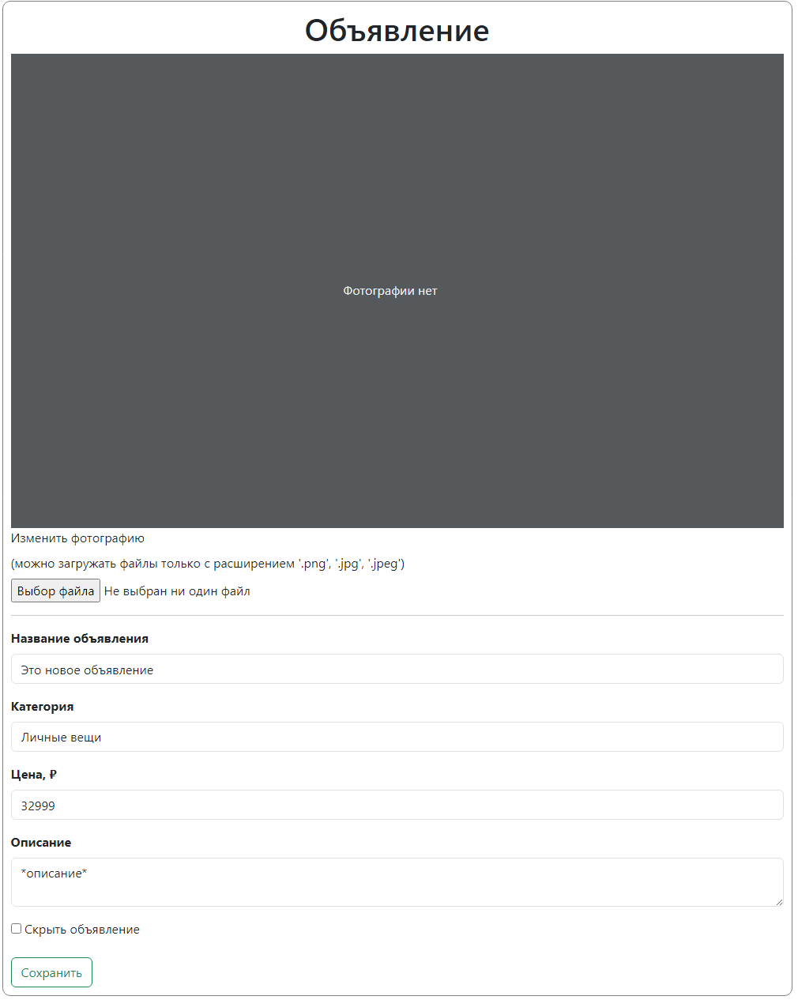 Объявление
Фотографии нет
Изменить фотографию
(можно загружать файлы только с расширением '.png', '.jpg', '.jpeg')
Выбор файла Не выбран ни один файл
Название объявления
Это новое объявление
Категория
Личные вещи
Цена, ₽
32999
Описание
*описание*
Скрыть объявление
Сохранить